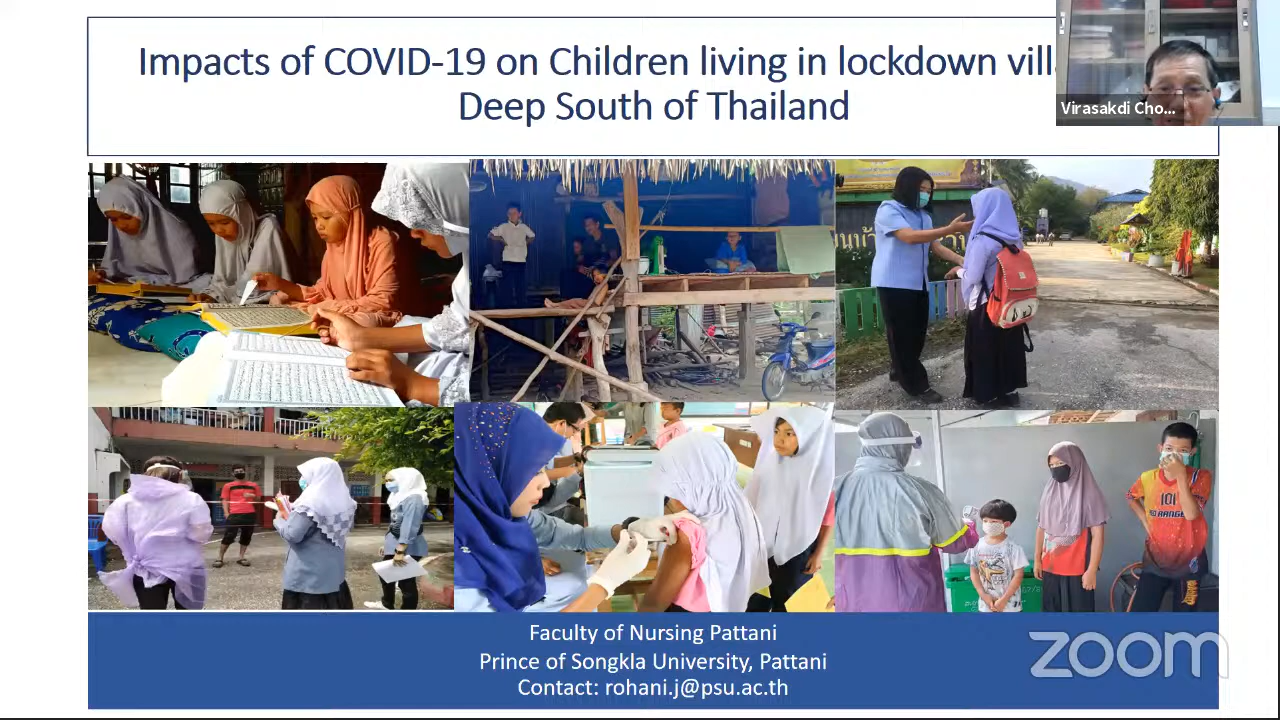 Impacts of COVID-19 on Children living in lockdown
Deep South of Thailand
Virasakdi Cho...
101
Faculty of Nursing Pattani
Prince of Songkla University, Pattani
Contact: rohani.j@psu.ac.th
zoom